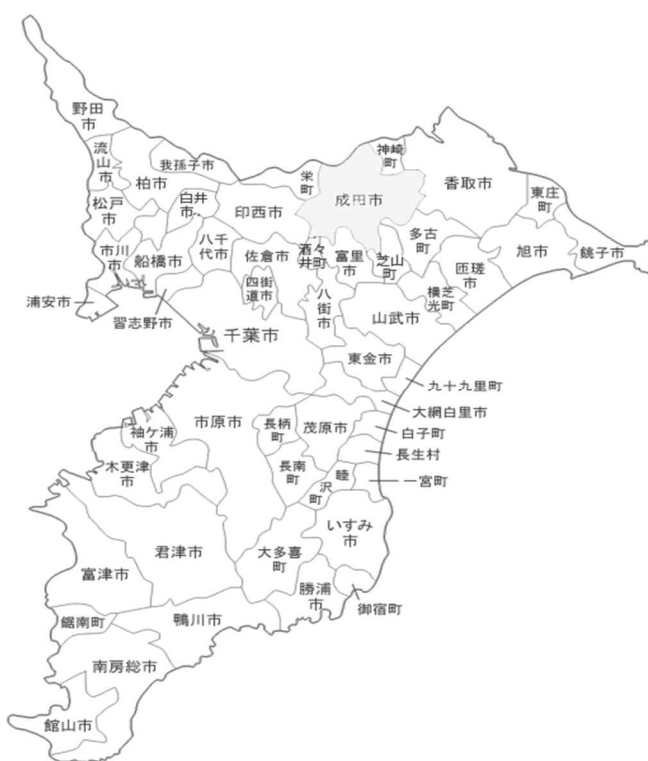 野田
市
流
山
市
柏市
我孫子市
松戸
市
白井
市
印西市
栄
町
成田市
神崎
町
香取市
東庄
町
市川
市
船橋市
八千
代市
佐倉市
酒々
井町
富里
市
芝山
町
多古
町
匝瑳
市
旭市
銚子市
四街
道市
八
街
市
横芝
光町
山武市
浦安市
習志野市
千葉市
東金市
九十九里町
大網白里市
白子町
長生村
一宮町
市原市
袖ケ浦
市
木更津
市
長柄
町
茂原市
長南
町
睦
沢
町
いすみ
市
君津市
富津市
大多喜
町
勝浦
市
御宿町
鋸南町
鴨川市
南房総市
館山市